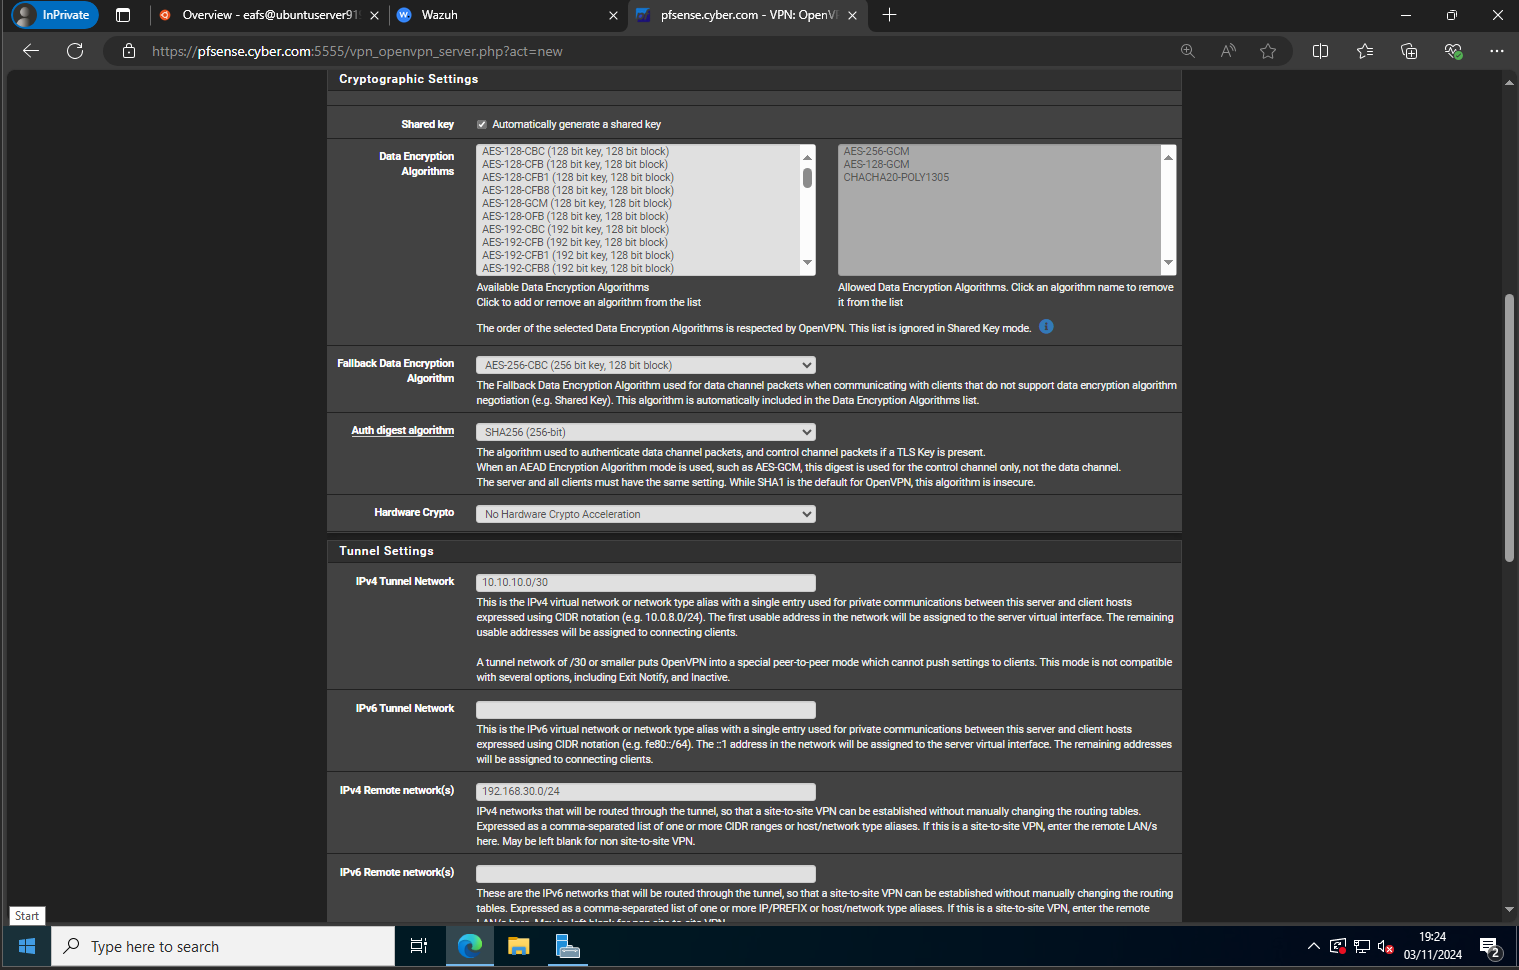 InPrivate
Overview - eafs@ubuntuserver91
Wazuh
pfsense.cyber.com - VPN: OpenV
https://pfsense.cyber.com:5555/vpn_openvpn_server.php?act=new
Cryptographic Settings
Shared key
Automatically generate a shared key
Data Encryption
Algorithms
AES-128-CBC (128 bit key, 128 bit block)
AES-128-CFB (128 bit key, 128 bit block)
AES-128-CFB1 (128 bit key, 128 bit block)
AES-128-CFB8 (128 bit key, 128 bit block)
AES-128-GCM (128 bit key, 128 bit block)
AES-128-OFB (128 bit key, 128 bit block)
AES-192-CBC (192 bit key, 128 bit block)
AES-192-CFB (192 bit key, 128 bit block)
AES-192-CFB1 (192 bit key, 128 bit block)
AES-192-CFB8 (192 bit key, 128 bit block)
Available Data Encryption Algorithms
Click to add or remove an algorithm from the list
AES-256-GCM
AES-128-GCM
CHACHA20-POLY1305
Allowed Data Encryption Algorithms. Click an algorithm name to remove
it from the list
The order of the selected Data Encryption Algorithms is respected by OpenVPN. This list is ignored in Shared Key mode.
Fallback Data Encryption
Algorithm
AES-256-CBC (256 bit key, 128 bit block)
The Fallback Data Encryption Algorithm used for data channel packets when communicating with clients that do not support data encryption algorithm
negotiation (e.g. Shared Key). This algorithm is automatically included in the Data Encryption Algorithms list.
Auth digest algorithm
SHA256 (256-bit)
The algorithm used to authenticate data channel packets, and control channel packets if a TLS Key is present.
When an AEAD Encryption Algorithm mode is used, such as AES-GCM, this digest is used for the control channel only, not the data channel.
The server and all clients must have the same setting. While SHA1 is the default for OpenVPN, this algorithm is insecure.
Hardware Crypto
No Hardware Crypto Acceleration
Tunnel Settings
IPv4 Tunnel Network
10.10.10.0/30
This is the IPv4 virtual network or network type alias with a single entry used for private communications between this server and client hosts
expressed using CIDR notation (e.g. 10.0.8.0/24). The first usable address in the network will be assigned to the server virtual interface. The remaining
usable addresses will be assigned to connecting clients.
A tunnel network of /30 or smaller puts OpenVPN into a special peer-to-peer mode which cannot push settings to clients. This mode is not compatible
with several options, including Exit Notify, and Inactive.
IPv6 Tunnel Network
This is the IPv6 virtual network or network type alias with a single entry used for private communications between this server and client hosts
expressed using CIDR notation (e.g. fe80::/64). The ::1 address in the network will be assigned to the server virtual interface. The remaining addresses
will be assigned to connecting clients.
IPv4 Remote network(s)
192.168.30.0/24
IPv4 networks that will be routed through the tunnel, so that a site-to-site VPN can be established without manually changing the routing tables.
Expressed as a comma-separated list of one or more CIDR ranges or host/network type aliases. If this is a site-to-site VPN, enter the remote LAN/s
here. May be left blank for non site-to-site VPN.
IPv6 Remote network(s)
These are the IPv6 networks that will be routed through the tunnel, so that a site-to-site VPN can be established without manually changing the routing
tables. Expressed as a comma-separated list of one or more IP/PREFIX or host/network type aliases. If this is a site-to-site VPN, enter the remote
LAN/s here. May be left blank for non site-to-site VPN.
Start
Type here to search
19:24
03/11/2024
2